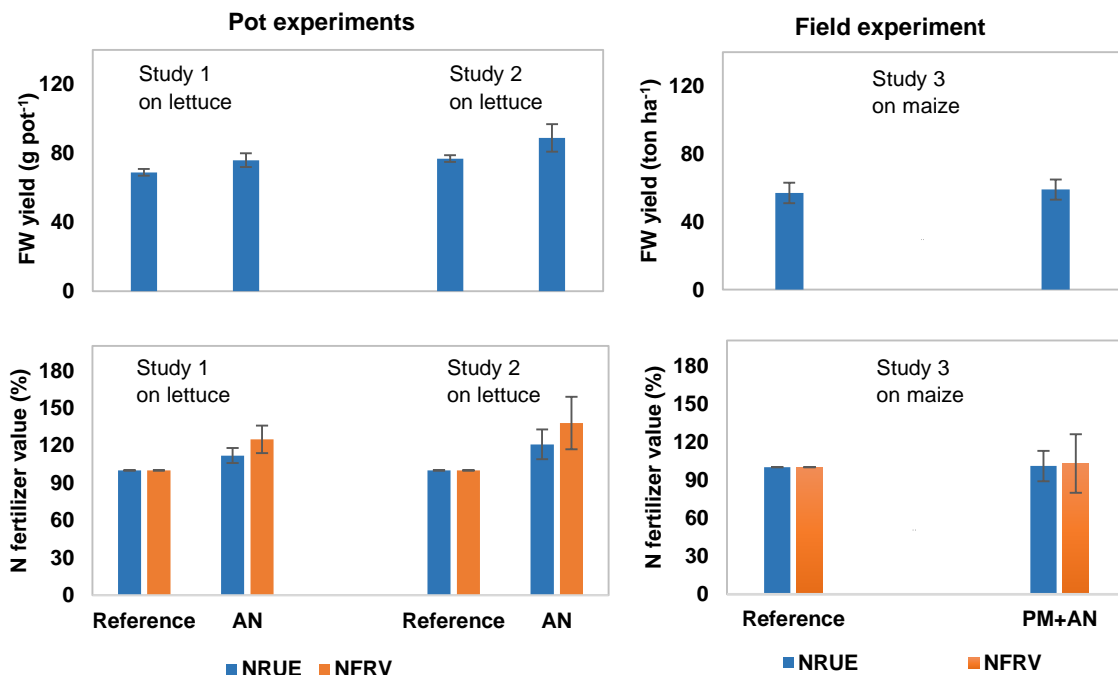 Pot experiments
Field experiment
FW yield (g pot⁻¹)
120
80
40
0
Study 1
on lettuce
Study 2
on lettuce
FW yield (ton ha⁻¹)
120
80
40
0
Study 3
on maize
N fertilizer value (%)
180
150
120
90
60
30
0
Study 1
on lettuce
Study 2
on lettuce
Reference AN Reference AN
NRUE NFRV
N fertilizer value (%)
180
150
120
90
60
30
0
Study 3
on maize
Reference PM+AN
NRUE NFRV